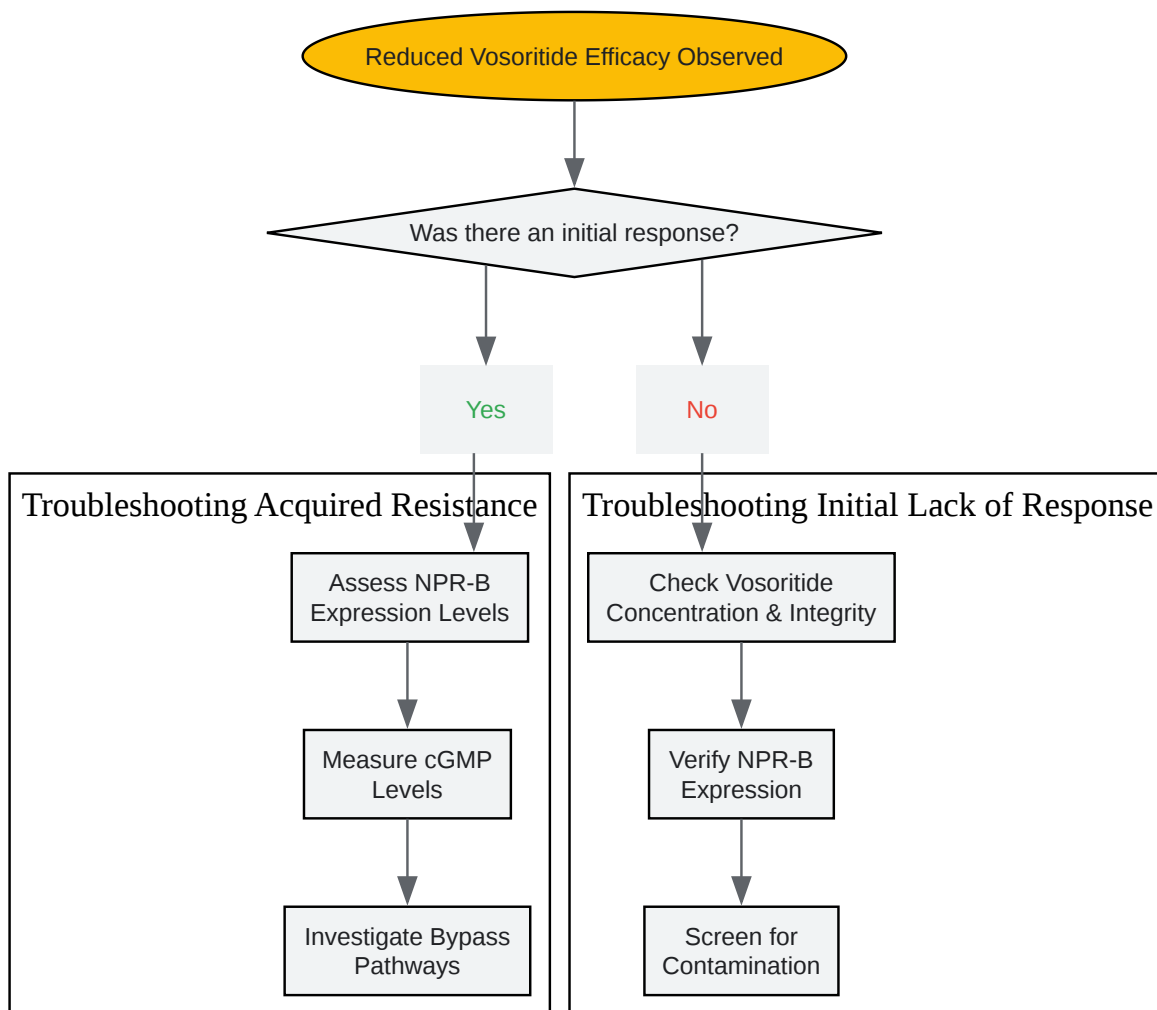 Reduced Vosoritide Efficacy Observed
Was there an initial response?
Yes
No
Troubleshooting Acquired Resistance
Assess NPR-B
Expression Levels
Measure cGMP
Levels
Investigate Bypass
Pathways
Troubleshooting Initial Lack of Response
Check Vosoritide
Concentration & Integrity
Verify NPR-B
Expression
Screen for
Contamination